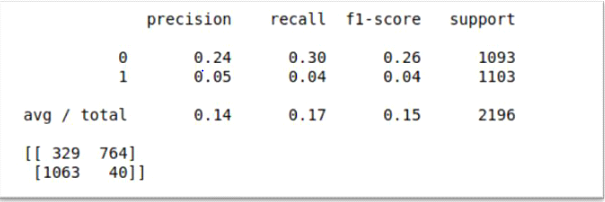 precision recall f1-score support
0 0.24 0.30 0.26 1093
1 0.05 0.04 0.04 1103
avg / total 0.14 0.17 0.15 2196
[[ 329 764]
[1063 40]]